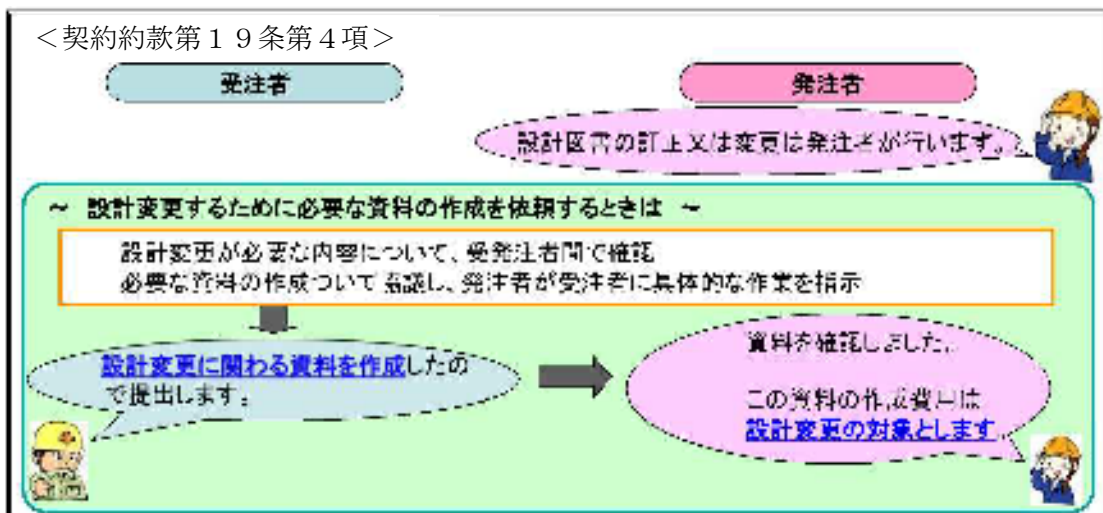 ＜契約約款第１９条第４項＞
受注者
発注者
設計図書の訂正又は変更は発注者が行います。
～ 設計変更するために必要な資料の作成を依頼するときは ～
設計変更が必要な内容について、受発注者間で確認
必要な資料の作成ついて協議し、発注者が受注者に具体的な作業を指示
設計変更に関わる資料を作成したの
で提出します。
資料を確認しました。
この資料の作成費用は
設計変更の対象とします。